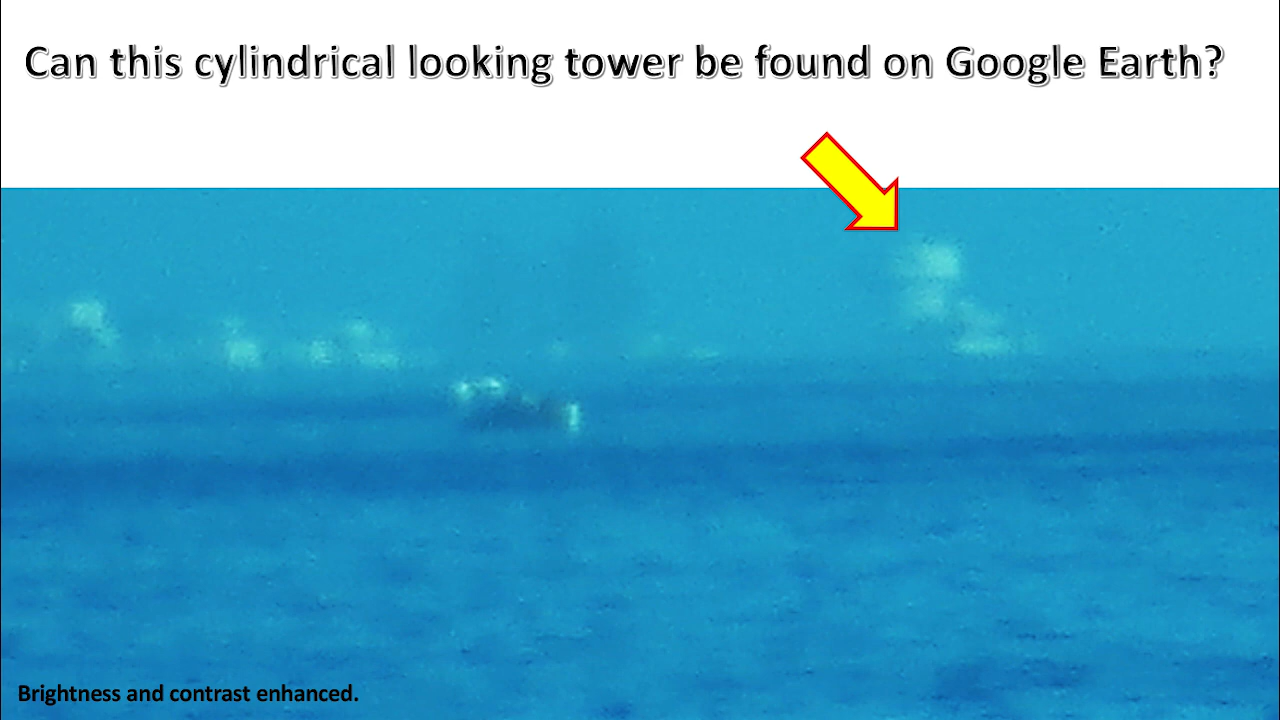 Can this cylindrical looking tower be found on Google Earth?
Brightness and contrast enhanced.